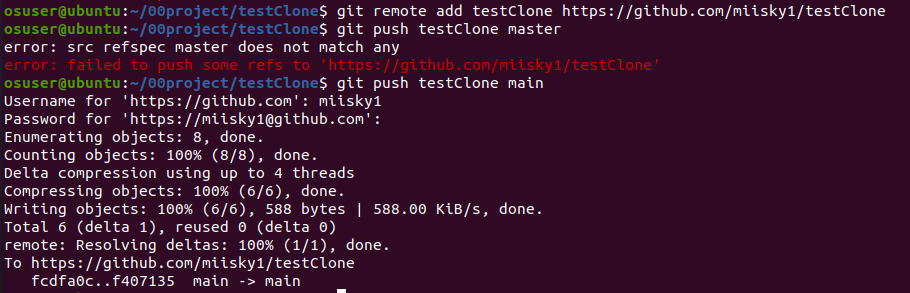 osuser@ubuntu:~/00project/testClone$ git remote add testClone https://github.com/miisky1/testClone
osuser@ubuntu:~/00project/testClone$ git push testClone master
error: src refspec master does not match any
error: failed to push some refs to 'https://github.com/miisky1/testClone'
osuser@ubuntu:~/00project/testClone$ git push testClone main
Username for 'https://github.com': miisky1
Password for 'https://miisky1@github.com':
Enumerating objects: 8, done.
Counting objects: 100% (8/8), done.
Delta compression using up to 4 threads
Compressing objects: 100% (6/6), done.
Writing objects: 100% (6/6), 588 bytes | 588.00 KiB/s, done.
Total 6 (delta 1), reused 0 (delta 0)
remote: Resolving deltas: 100% (1/1), done.
To https://github.com/miisky1/testClone
   fcdfa0c..f407135  main -> main